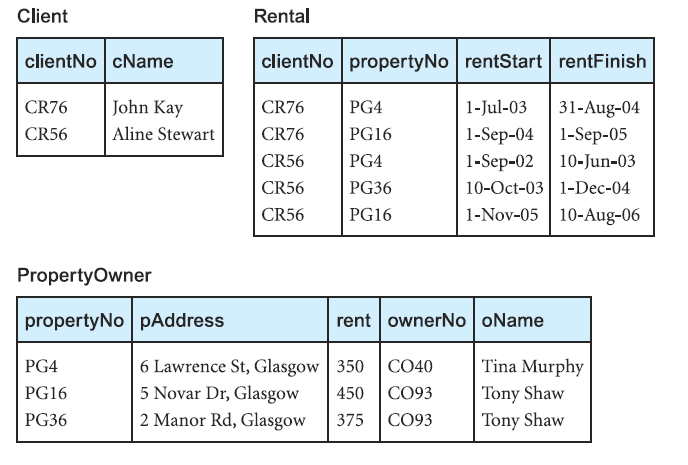 Client
clientNo cName
CR76 John Kay
CR56 Aline Stewart
Rental
clientNo propertyNo rentStart rentFinish
CR76 PG4 1-Jul-03 31-Aug-04
CR76 PG16 1-Sep-04 1-Sep-05
CR56 PG4 1-Sep-02 10-Jun-03
CR56 PG36 10-Oct-03 1-Dec-04
CR56 PG16 1-Nov-05 10-Aug-06
PropertyOwner
propertyNo pAddress rent ownerNo oName
PG4 6 Lawrence St, Glasgow 350 CO40 Tina Murphy
PG16 5 Novar Dr, Glasgow 450 CO93 Tony Shaw
PG36 2 Manor Rd, Glasgow 375 CO93 Tony Shaw